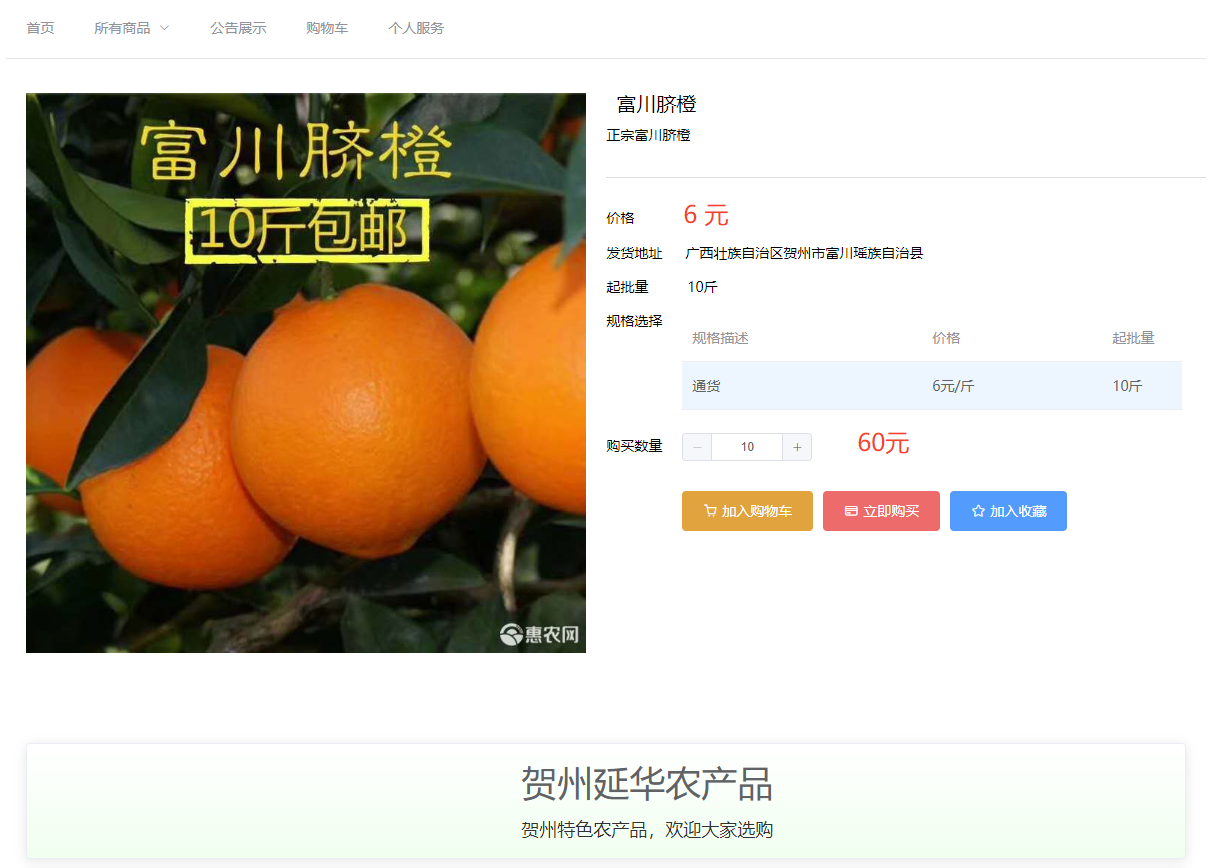 首页 所有商品 公告展示 购物车 个人服务
富川脐橙
10斤包邮
惠农网
富川脐橙
正宗富川脐橙
价格 6 元
发货地址 广西壮族自治区贺州市富川瑶族自治县
起批量 10斤
规格选择
规格描述 价格 起批量
通货 6元/斤 10斤
购买数量 10 60元
加入购物车 立即购买 加入收藏
贺州延华农产品
贺州特色农产品，欢迎大家选购